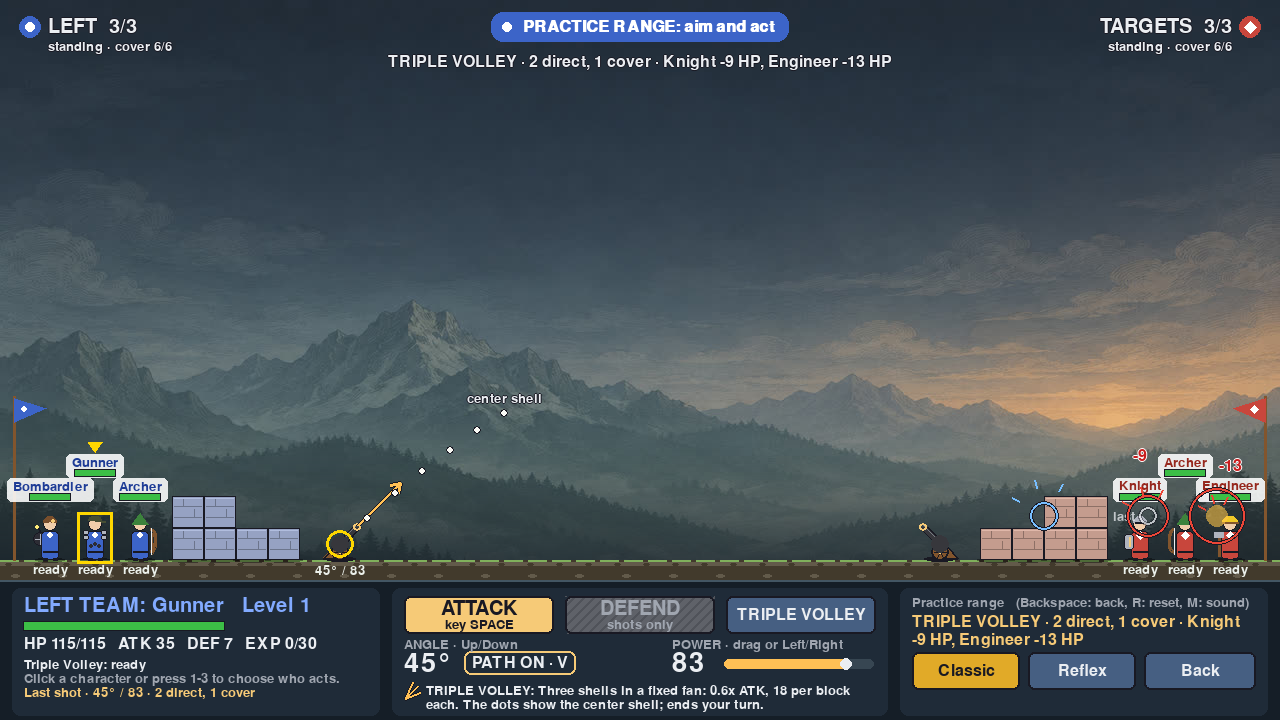 LEFT 3/3
standing · cover 6/6
PRACTICE RANGE: aim and act
TRIPLE VOLLEY · 2 direct, 1 cover · Knight -9 HP, Engineer -13 HP
TARGETS 3/3
standing · cover 6/6
center shell
Gunner
Bombardier
Archer
-9
Archer
-13
Knight
Engineer
ready
ready
ready
45° / 83
ready
ready
ready
LEFT TEAM: Gunner Level 1
HP 115/115 ATK 35 DEF 7 EXP 0/30
Triple Volley: ready
Click a character or press 1-3 to choose who acts.
Last shot · 45° / 83 · 2 direct, 1 cover
ATTACK
key SPACE
DEFEND
shots only
TRIPLE VOLLEY
ANGLE · Up/Down
45°
PATH ON · V
POWER · drag or Left/Right
83
TRIPLE VOLLEY: Three shells in a fixed fan: 0.6x ATK, 18 per block
each. The dots show the center shell; ends your turn.
Practice range (Backspace: back, R: reset, M: sound)
TRIPLE VOLLEY · 2 direct, 1 cover · Knight
-9 HP, Engineer -13 HP
Classic
Reflex
Back